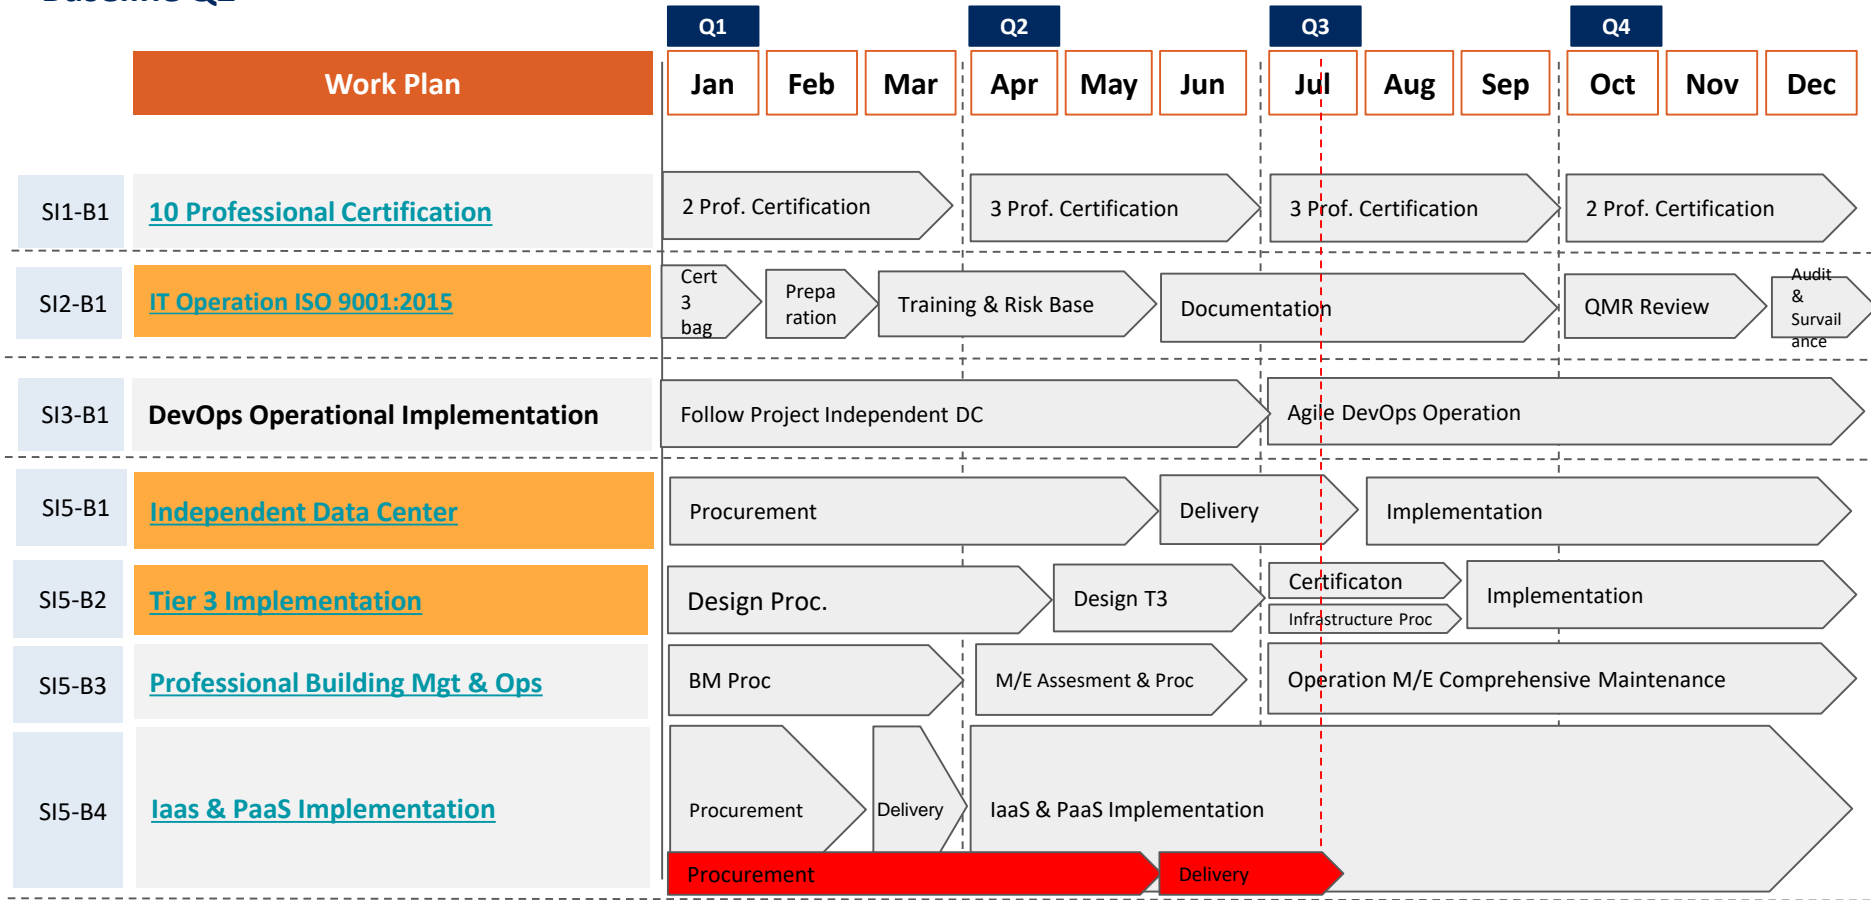 Q1
Q2
Q3
Q4
Work Plan
Jan
Feb
Mar
Apr
May
Jun
Jul
Aug
Sep
Oct
Nov
Dec
SI1-B1
10 Professional Certification
2 Prof. Certification
3 Prof. Certification
3 Prof. Certification
2 Prof. Certification
SI2-B1
IT Operation ISO 9001:2015
Cert
3
bag
Prepa
ration
Training & Risk Base
Documentation
QMR Review
Audit
&
Survail
ance
SI3-B1
DevOps Operational Implementation
Follow Project Independent DC
Agile DevOps Operation
SI5-B1
Independent Data Center
Procurement
Delivery
Implementation
SI5-B2
Tier 3 Implementation
Design Proc.
Design T3
Certificaton
Infrastructure Proc
Implementation
SI5-B3
Professional Building Mgt & Ops
BM Proc
M/E Assesment & Proc
Operation M/E Comprehensive Maintenance
SI5-B4
Iaas & PaaS Implementation
Procurement
Delivery
IaaS & PaaS Implementation
Procurement
Delivery